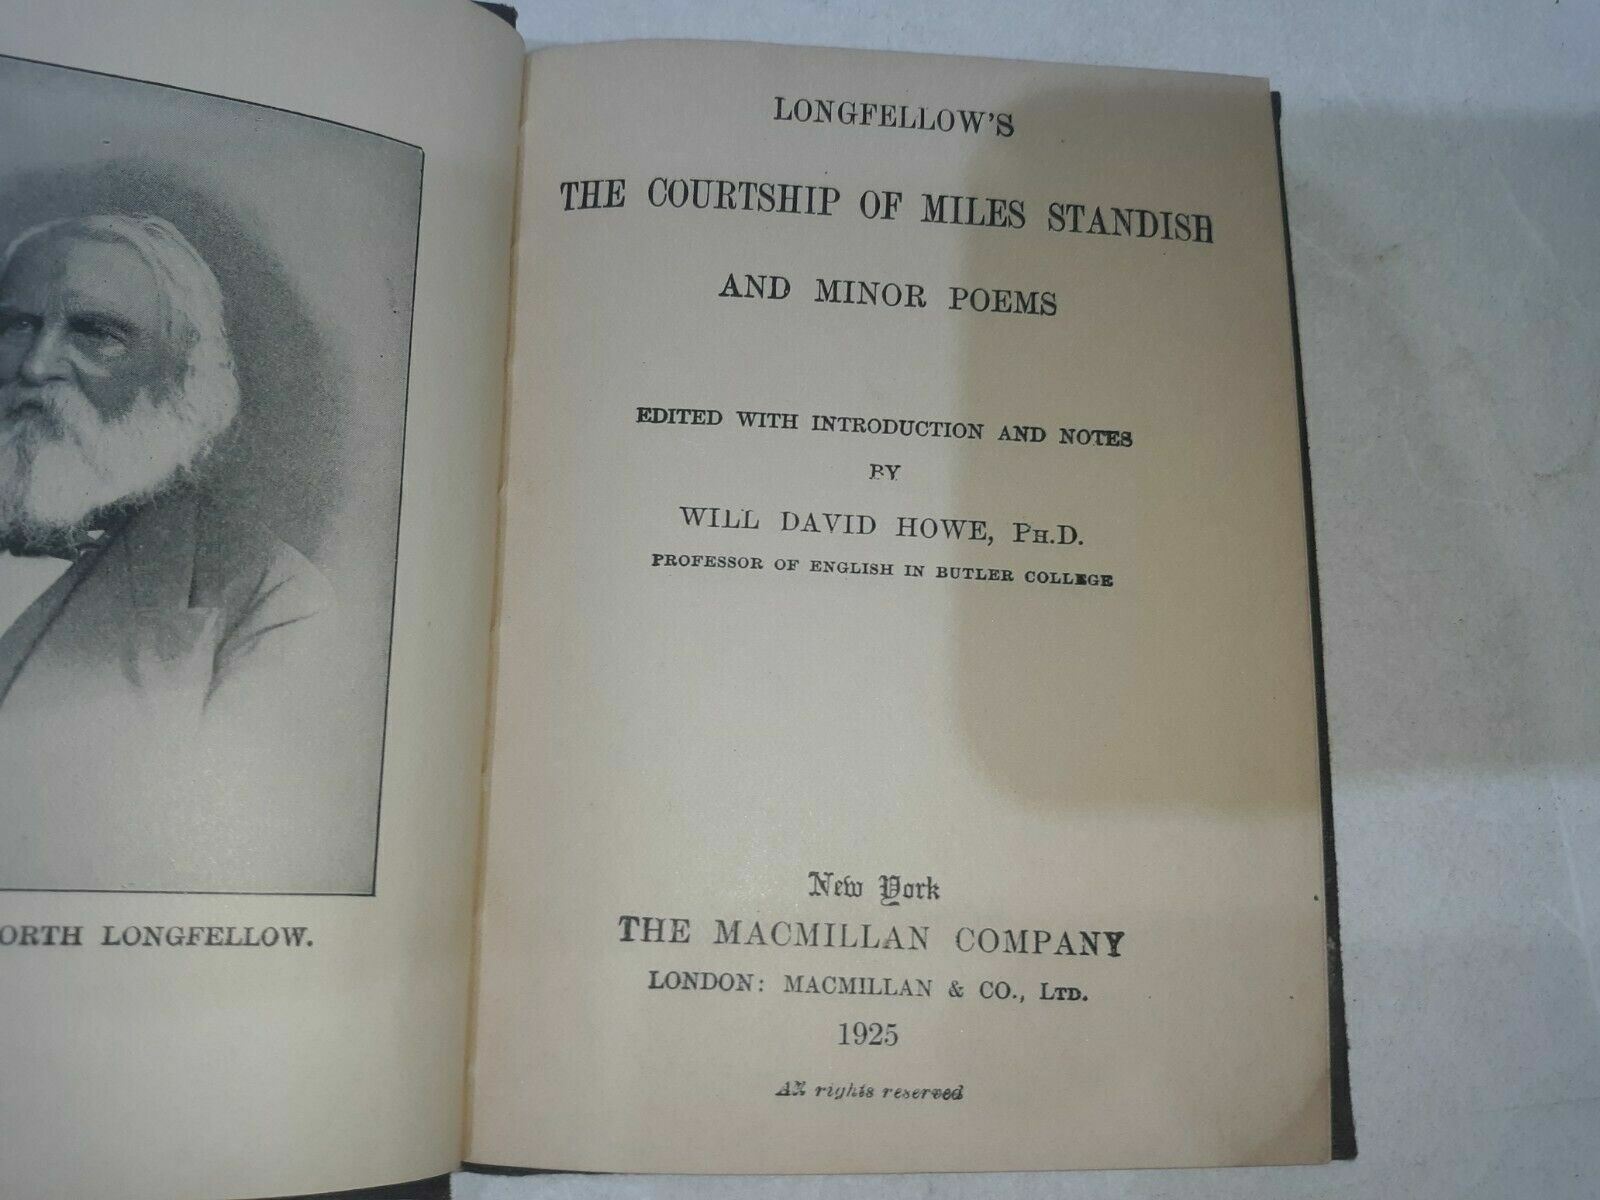 ORTH LONGFELLOW.
LONGFELLOW'S
THE COURTSHIP OF MILES STANDISH
AND MINOR POEMS
EDITED WITH INTRODUCTION AND NOTES
BY
WILL DAVID HOWE, PH.D.
PROFESSOR OF ENGLISH IN BUTLER COLLEGE
New York
THE MACMILLAN COMPANY
LONDON: MACMILLAN & CO., LTD.
1925
All rights reserved